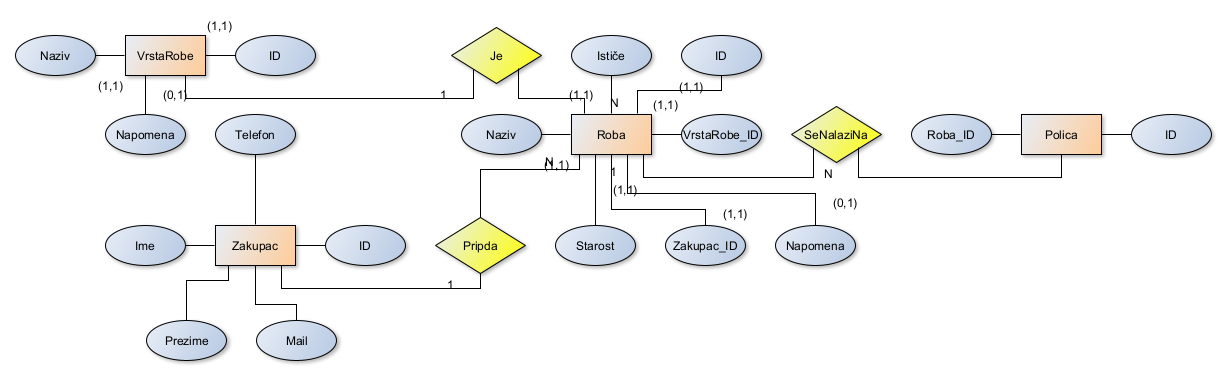 (1,1)
Naziv
VrstaRobe
ID
Je
Ističe
ID
(1,1)
(0,1)
1
(1,1)
N
(1,1)
(1,1)
Napomena
Telefon
Naziv
Roba
VrstaRobe_ID
SeNalaziNa
Roba_ID
Polica
ID
N
(1,1)
1
N
(1,1)
(0,1)
(1,1)
Ime
Zakupac
ID
Pripda
Starost
Zakupac_ID
Napomena
1
Prezime
Mail